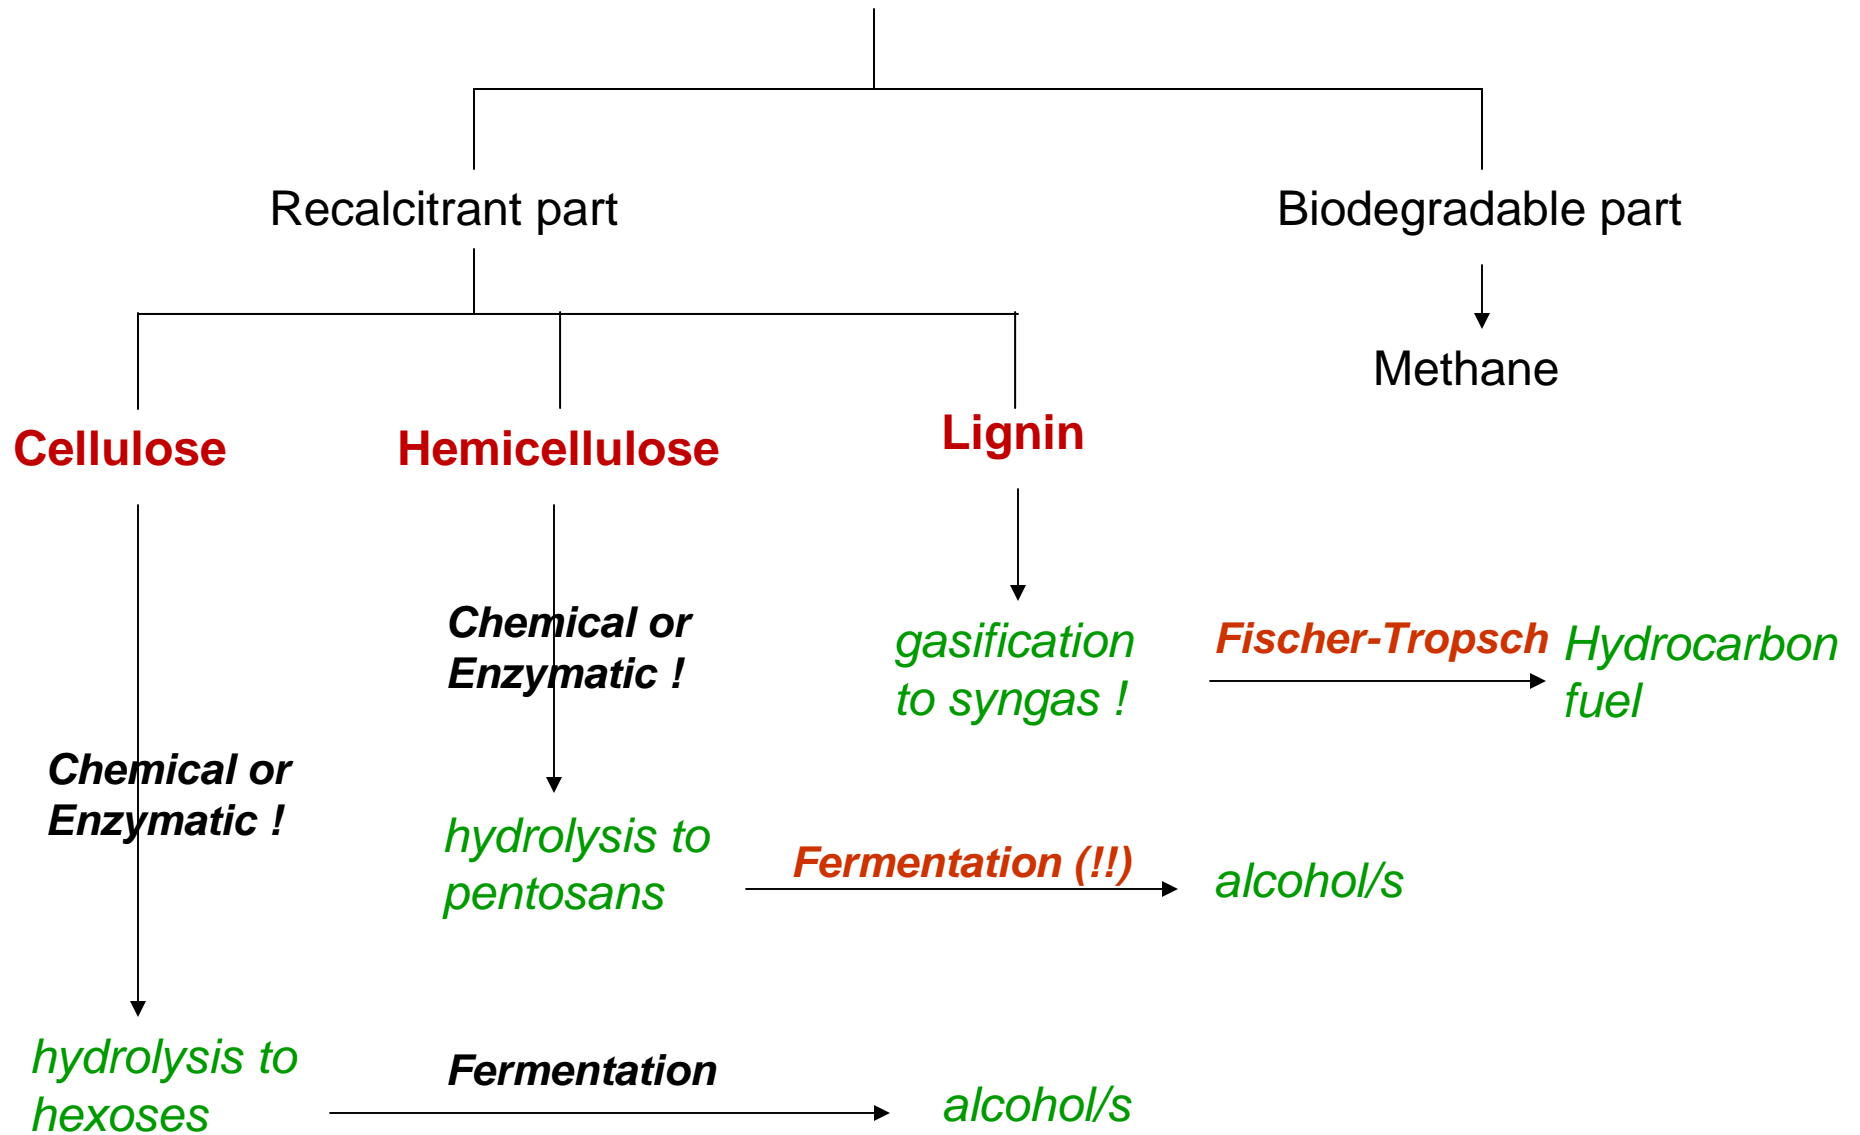 Recalcitrant part
Biodegradable part
Methane
Cellulose
Hemicellulose
Lignin
Chemical or
Enzymatic !
gasification
to syngas !
Fischer-Tropsch
Hydrocarbon
fuel
Chemical or
Enzymatic !
hydrolysis to
pentosans
Fermentation (!!)
alcohol/s
hydrolysis to
hexoses
Fermentation
alcohol/s